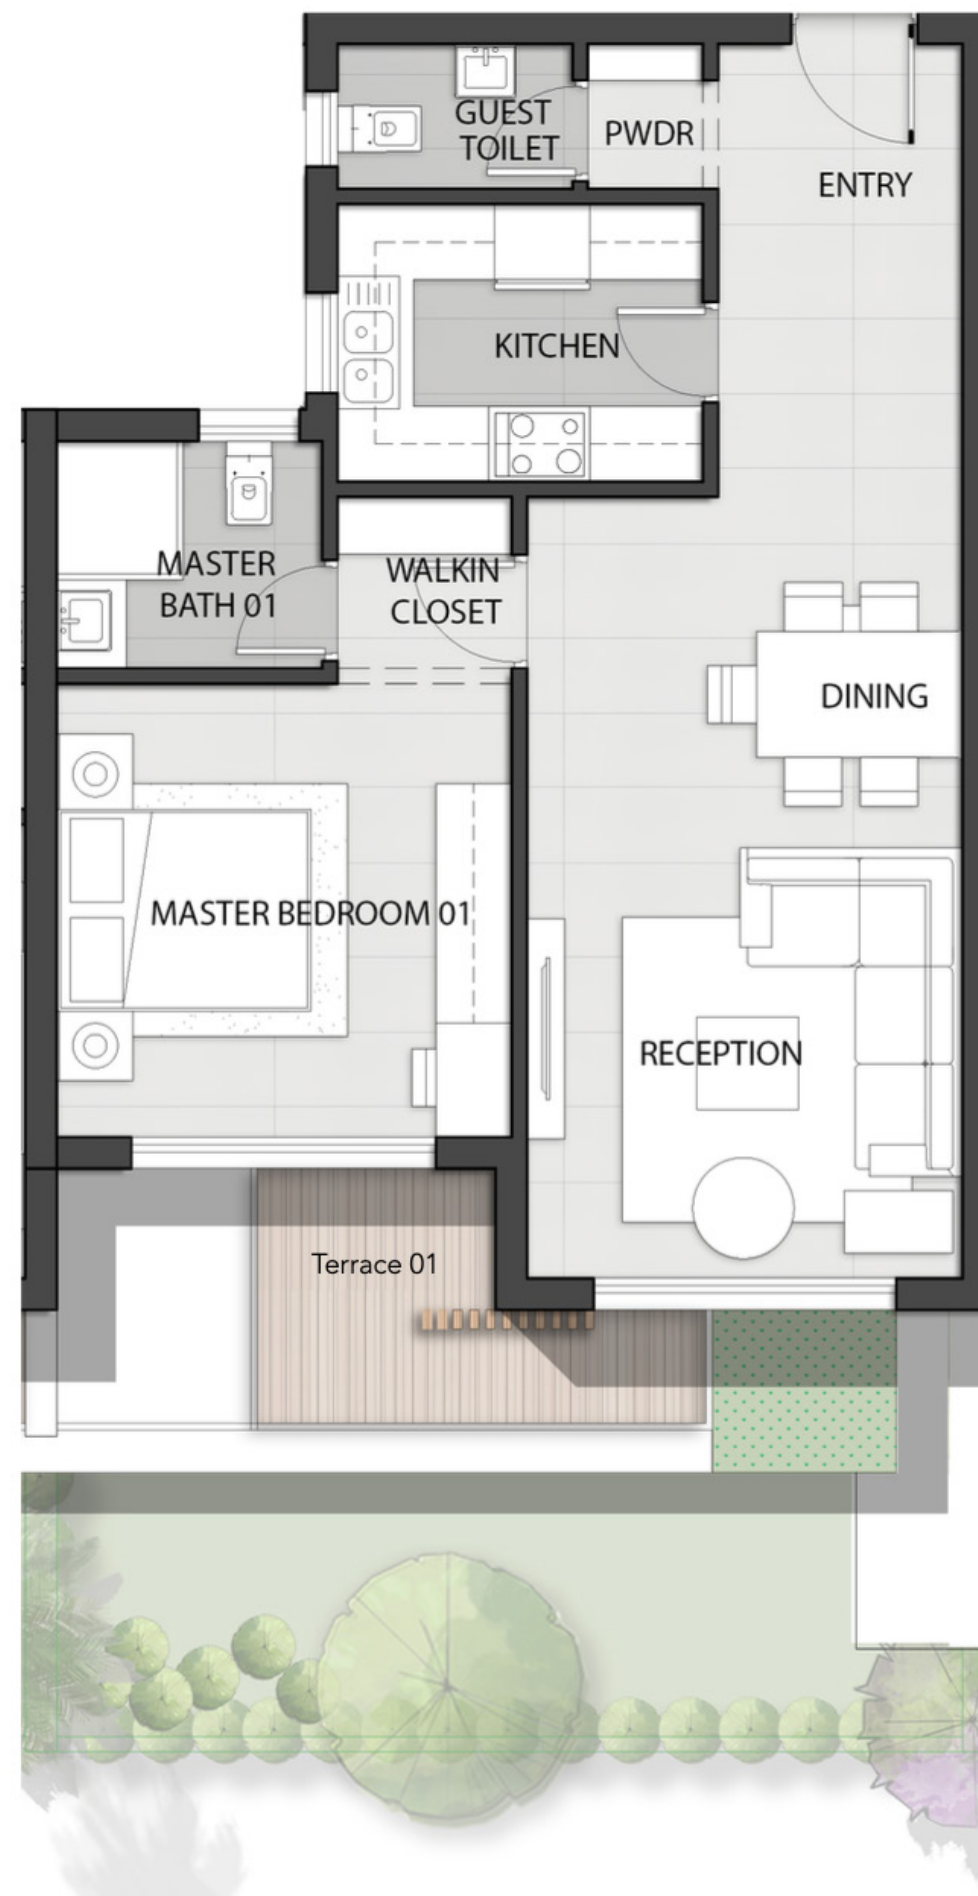 GUEST
TOILET
PWDR
ENTRY
KITCHEN
MASTER
BATH 01
WALKIN
CLOSET
DINING
MASTER BEDROOM 01
RECEPTION
Terrace 01